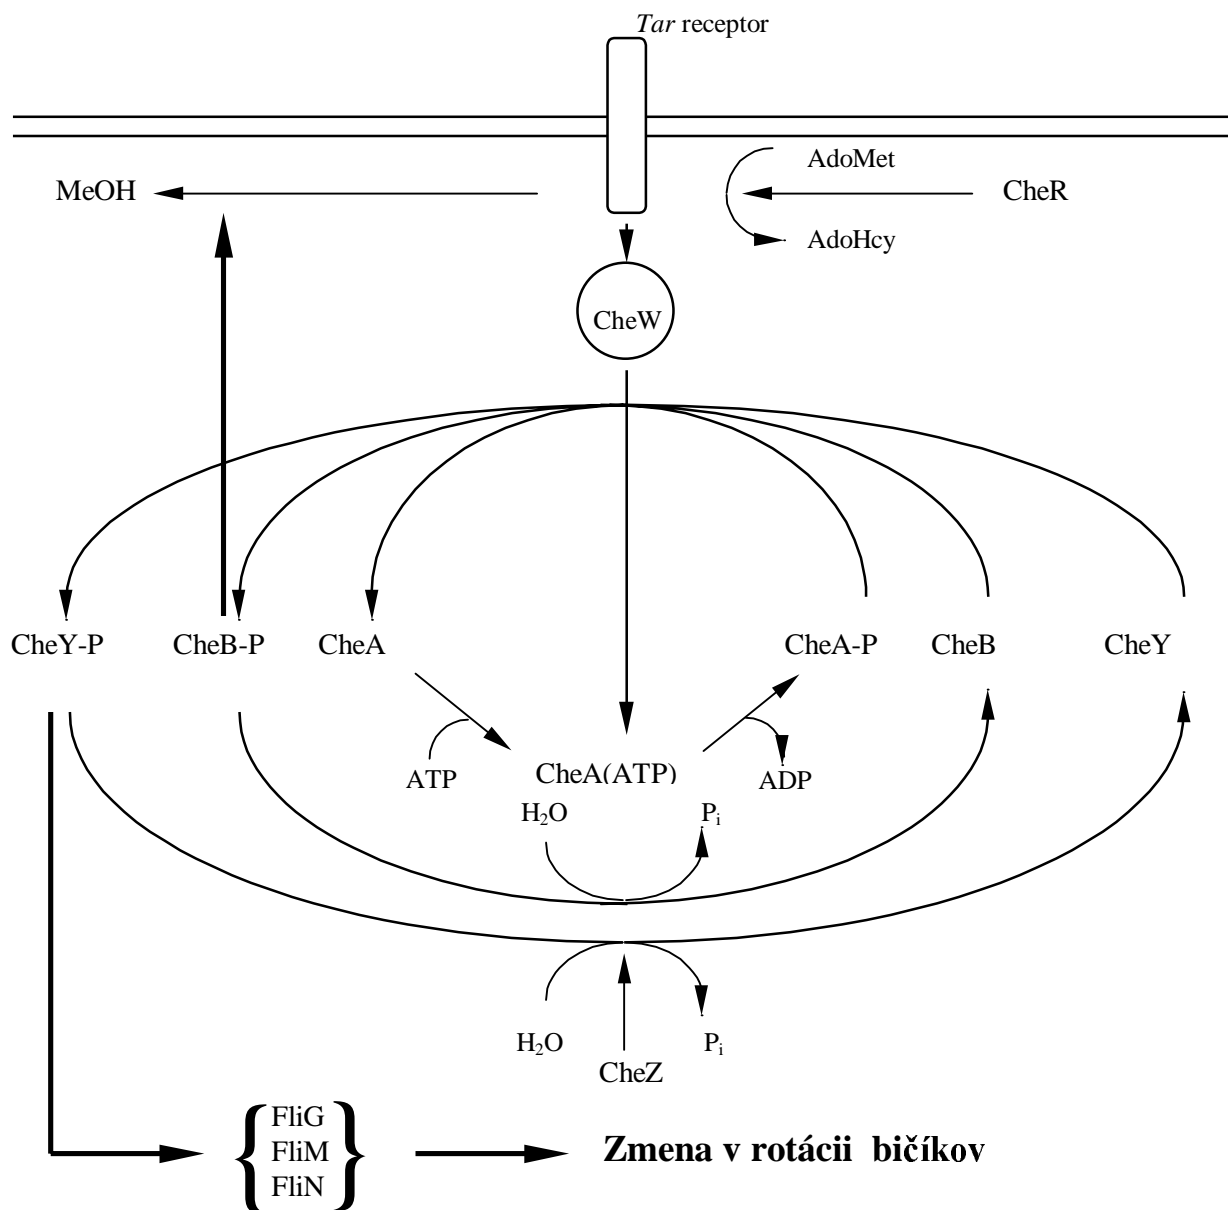 Tar receptor
AdoMet
MeOH
CheR
AdoHcy
CheW
CheY-P
CheB-P
CheA
CheA-P
CheB
CheY
ATP
CheA(ATP)
ADP
H₂O
Pᵢ
H₂O
Pᵢ
CheZ
FliG
FliM
FliN
Zmena v rotácii bičíkov